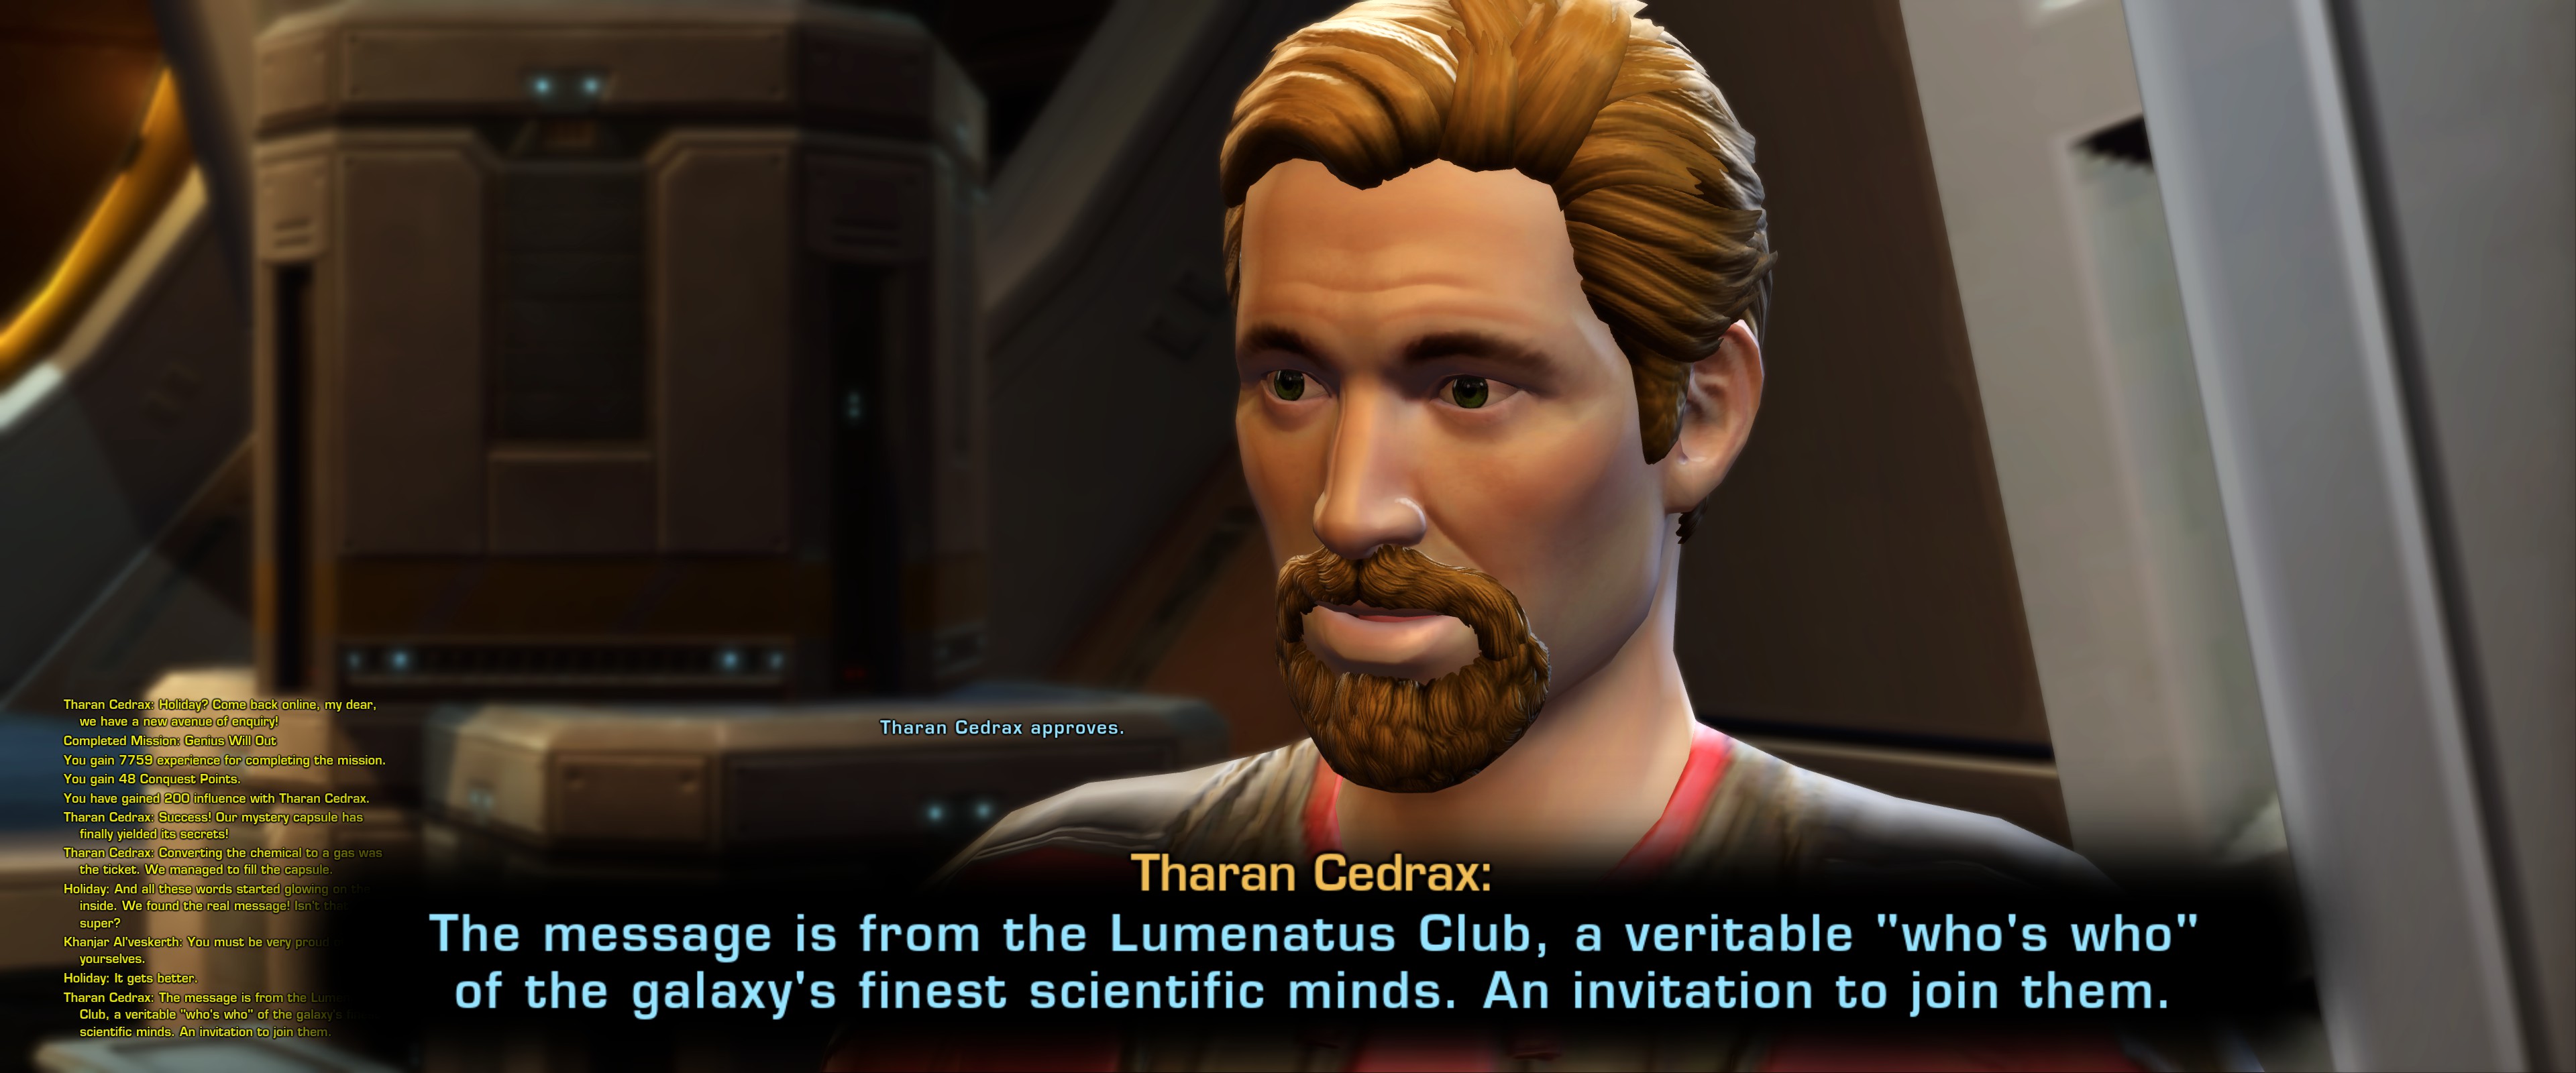 Tharan Cedrax: Holiday? Come back online, my dear,
we have a new avenue of enquiry!
Completed Mission: Genius Will Out
You gain 7759 experience for completing the mission.
You gain 48 Conquest Points.
You have gained 200 influence with Tharan Cedrax.
Tharan Cedrax: Success! Our mystery capsule has
finally yielded its secrets!
Tharan Cedrax: Converting the chemical to a gas was
the ticket. We managed to fill the capsule.
Holiday: And all these words started glowing on the
inside. We found the real message! Isn't that
super?
Khanjar Al'veskerth: You must be very proud
yourselves.
Holiday: It gets better.
Tharan Cedrax: The message is from the Lumen
Club, a veritable "who's who" of the galaxy's
scientific minds. An invitation to join them.
Tharan Cedrax approves.
Tharan Cedrax:
The message is from the Lumenatus Club, a veritable "who's who"
of the galaxy's finest scientific minds. An invitation to join them.